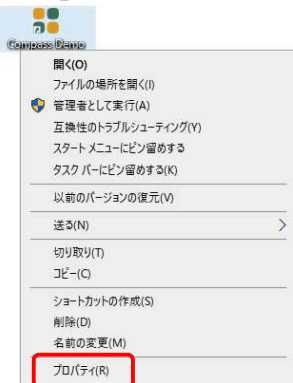 Compass Demo
開く(O)
ファイルの場所を開く(I)
管理者として実行(A)
互換性のトラブルシューティング(Y)
スタート メニューにピン留めする
タスク バーにピン留めする(K)
以前のバージョンの復元(V)
送る(N)
切り取り(T)
コピー(C)
ショートカットの作成(S)
削除(D)
名前の変更(M)
プロパティ(R)